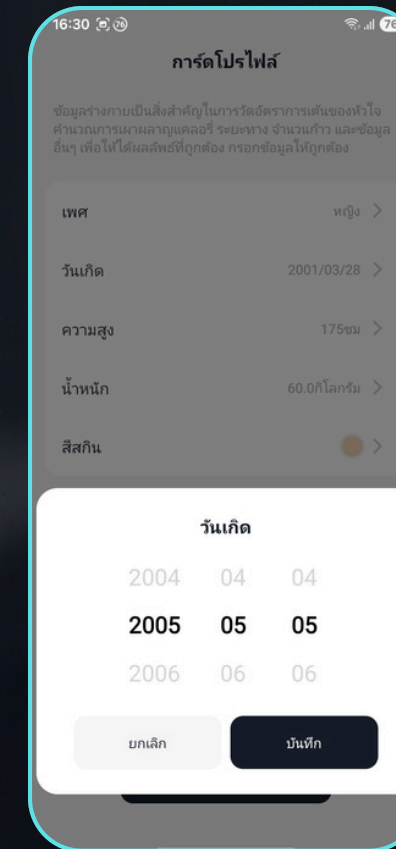 16:30 76
76
การ์ดโปรไฟล์
ข้อมูลร่างกายเป็นสิ่งสำคัญในการวัดอัตราการเต้นของหัวใจ
คำนวณการเผาผลาญแคลอรี่ ระยะทาง จำนวนก้าว และข้อมูล
อื่นๆ เพื่อให้ได้ผลลัพธ์ที่ถูกต้อง กรอกข้อมูลให้ถูกต้อง
เพศ หญิง
วันเกิด 2001/03/28
ความสูง 175ซม
น้ำหนัก 60.0กิโลกรัม
สีสกิน
วันเกิด
2004 04 04
2005 05 05
2006 06 06
ยกเลิก บันทึก